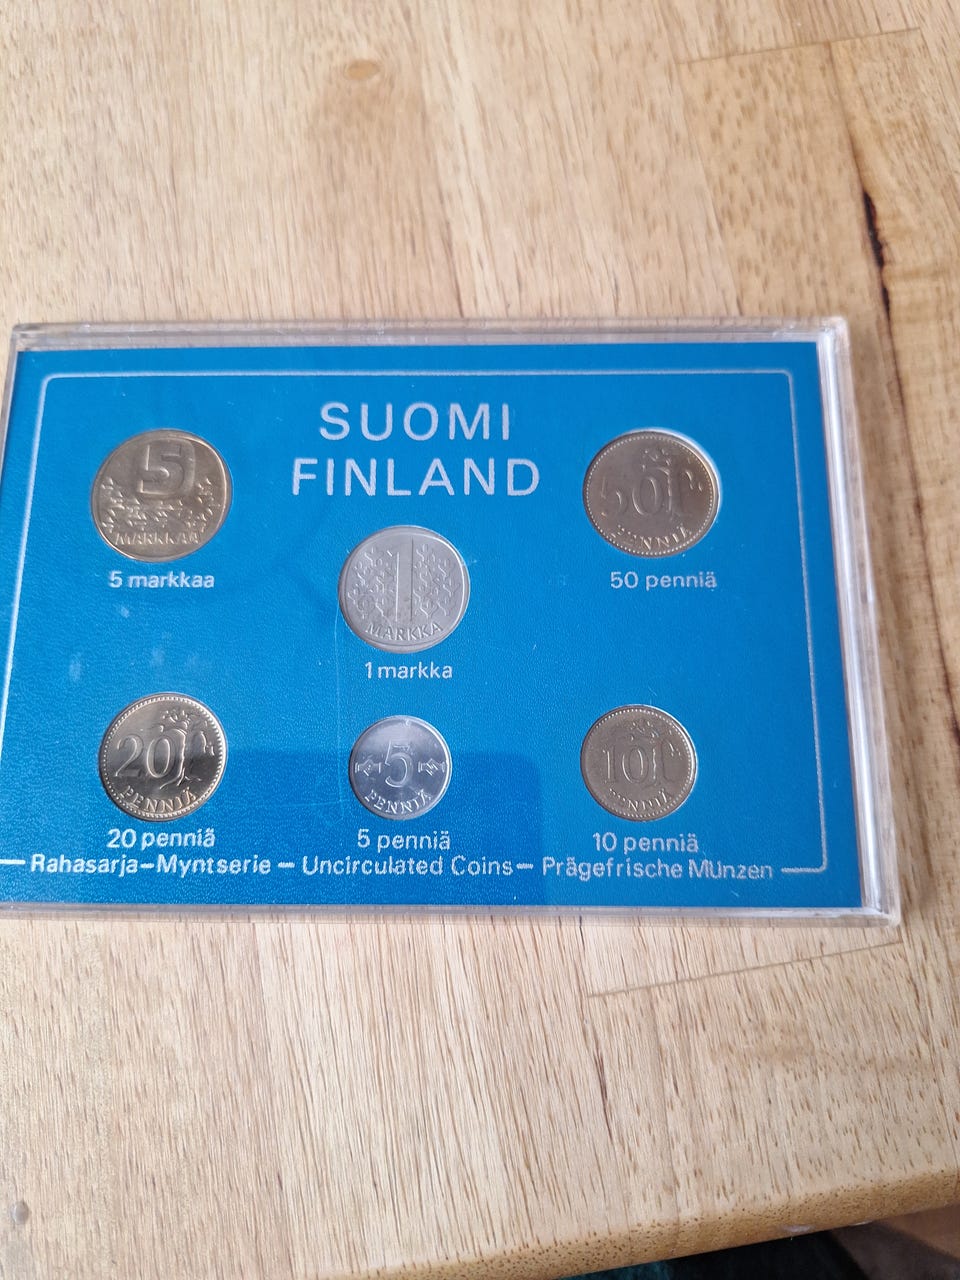 SUOMI
FINLAND
5
MARKKAA
5 markkaa
50
PENNIÄ
50 penniä
1
MARKKA
1 markka
20
PENNIÄ
20 penniä
5
PENNIÄ
5 penniä
10
PENNIÄ
10 penniä
Rahasarja-Myntserie - Uncirculated Coins - Prägefrische Münzen